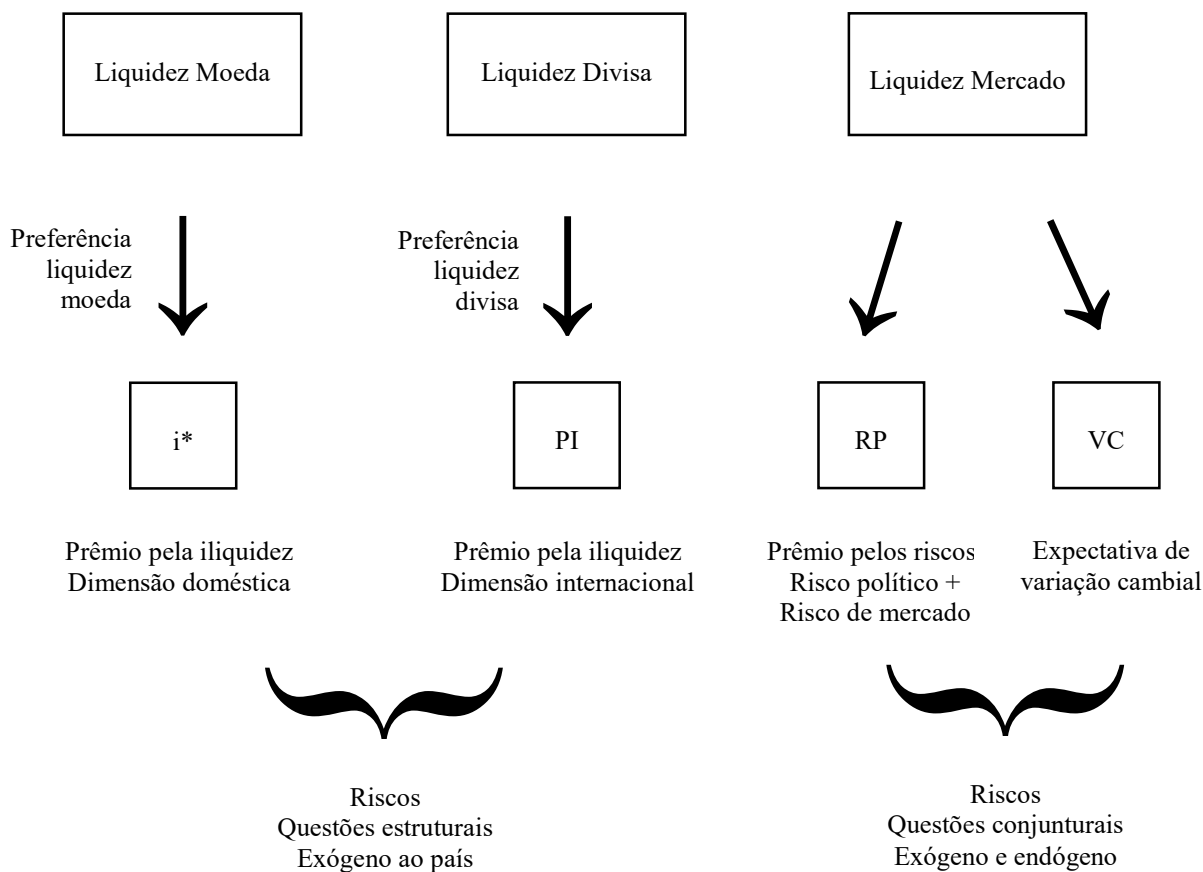 Liquidez Moeda
Liquidez Divisa
Liquidez Mercado
Preferência
liquidez
moeda
Preferência
liquidez
divisa
i*
PI
RP
VC
Prêmio pela iliquidez
Dimensão doméstica
Prêmio pela iliquidez
Dimensão internacional
Prêmio pelos riscos
Risco político +
Risco de mercado
Expectativa de
variação cambial
Riscos
Questões estruturais
Exógeno ao país
Riscos
Questões conjunturais
Exógeno e endógeno